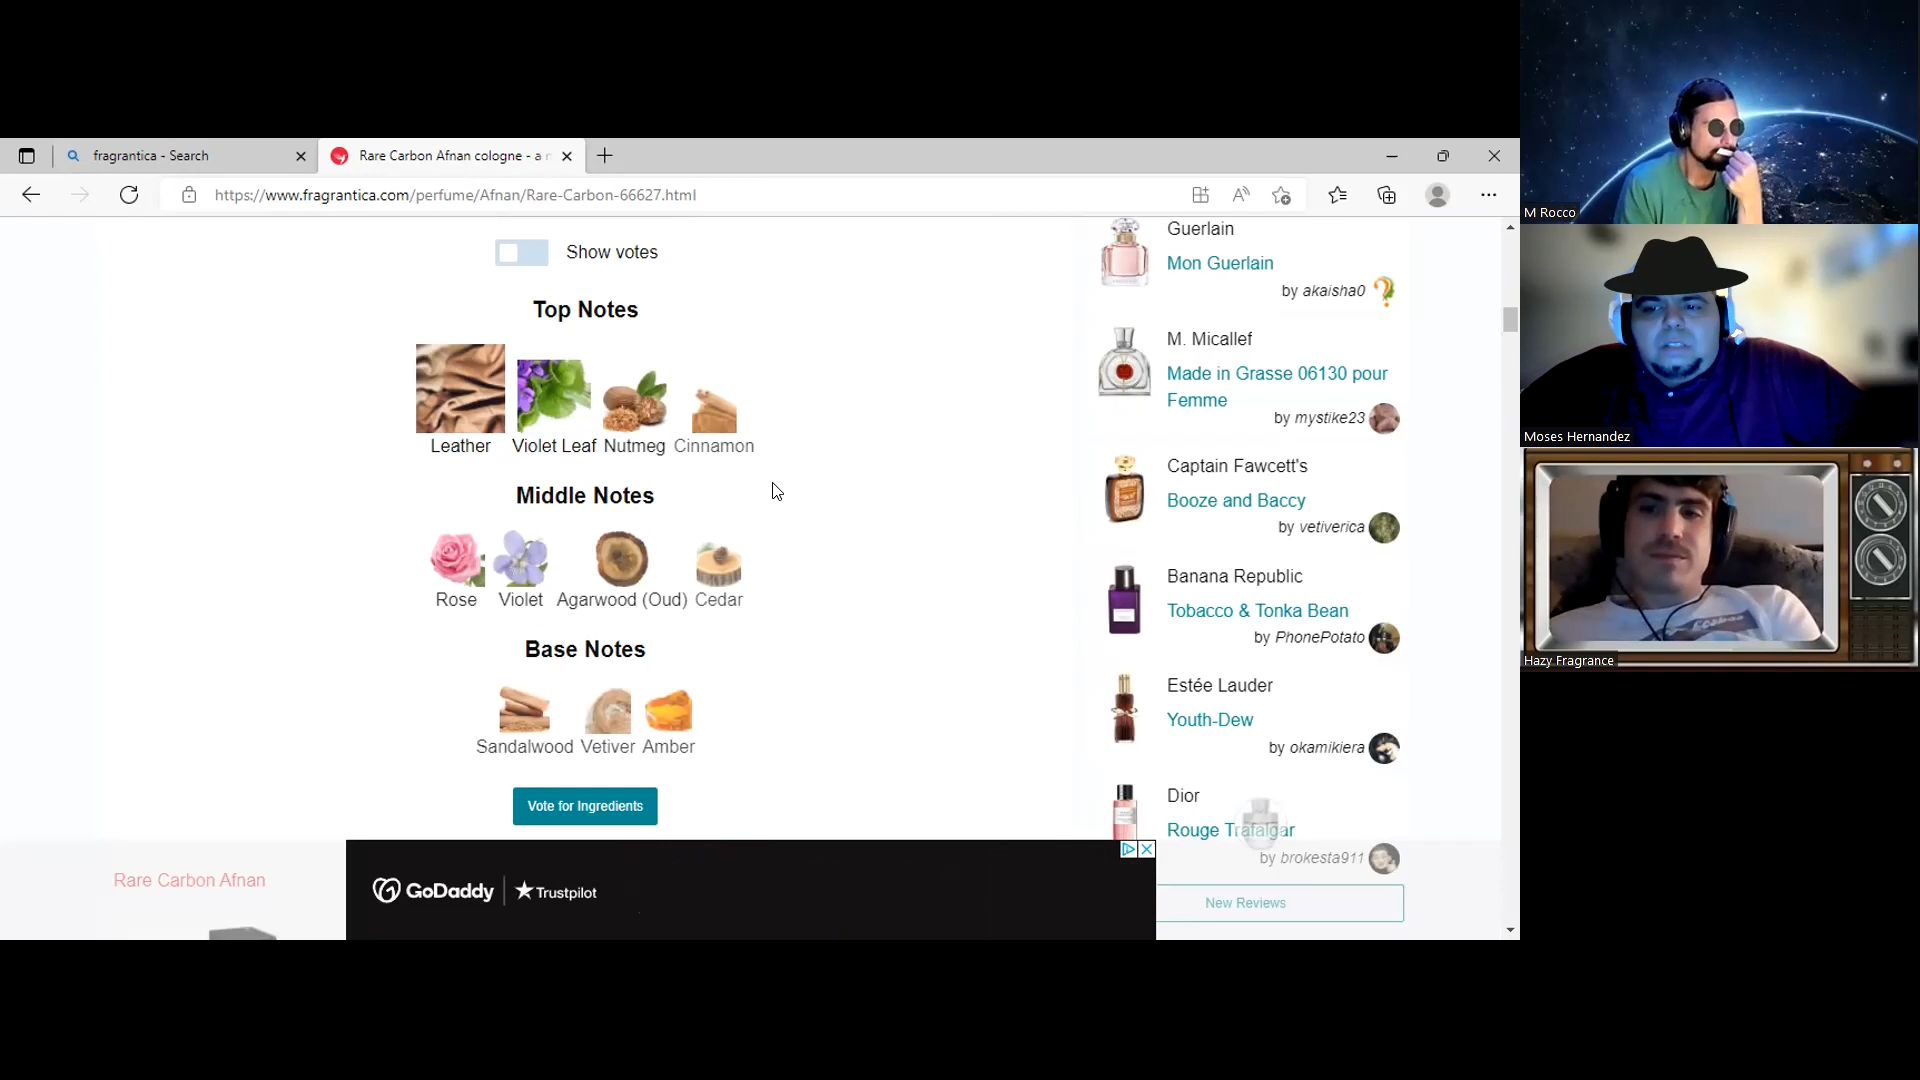 fragrantica - Search
Rare Carbon Afnan cologne - a
https://www.fragrantica.com/perfume/Afnan/Rare-Carbon-66627.html
Show votes
Top Notes
Leather Violet Leaf Nutmeg Cinnamon
Middle Notes
Rose Violet Agarwood (Oud) Cedar
Base Notes
Sandalwood Vetiver Amber
Vote for Ingredients
Rare Carbon Afnan
GoDaddy
Trustpilot
Guerlain
Mon Guerlain
by akaisha0
M. Micallef
Made in Grasse 06130 pour
Femme
by mystike23
Captain Fawcett's
Booze and Baccy
by vetiverica
Banana Republic
Tobacco & Tonka Bean
by PhonePotato
Estée Lauder
Youth-Dew
by okamikiera
Dior
Rouge Trafalgar
by brokesta911
New Reviews
M Rocco
Moses Hernandez
Hazy Fragrance